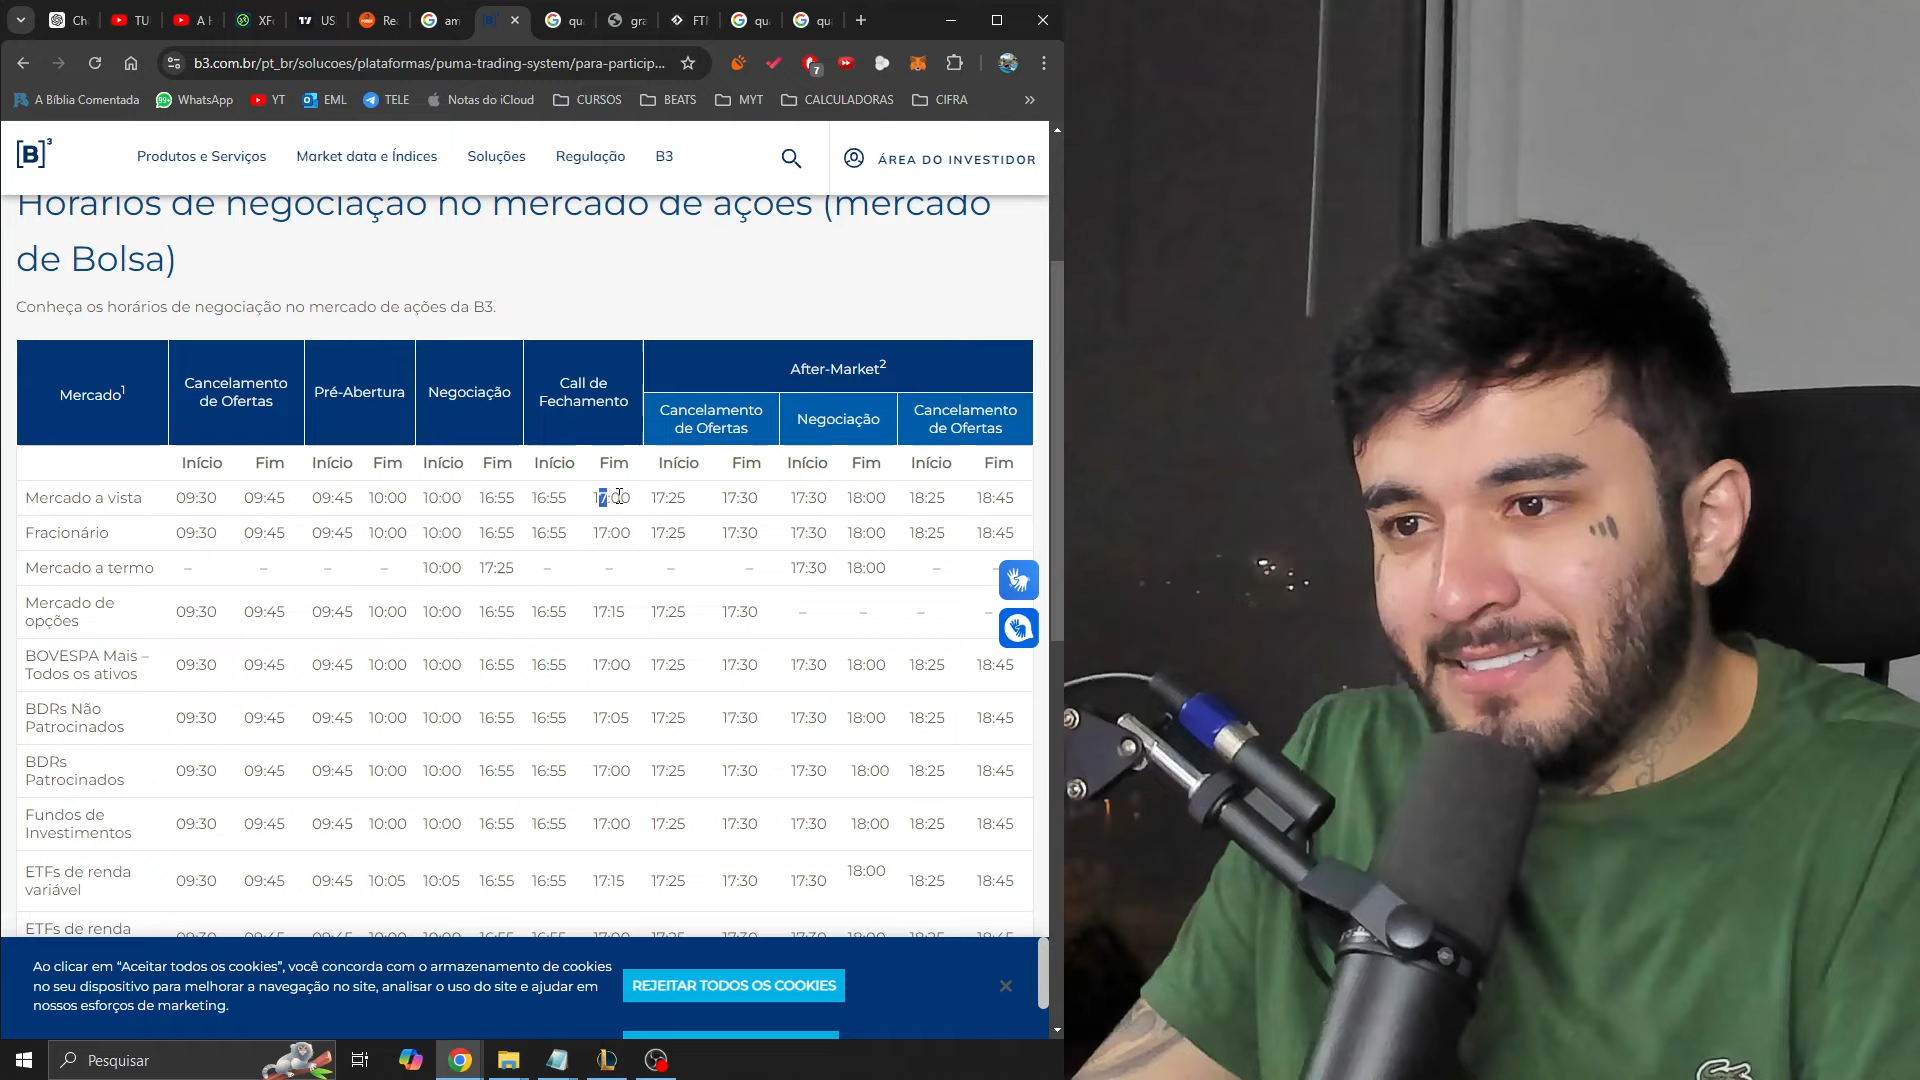 Ch
TU
A I
XF
US
Re
am
qu
gr
FTI
qu
qu
b3.com.br/pt_br/solucoes/plataformas/puma-trading-system/para-particip...
7
A Bíblia Comentada
99+
WhatsApp
YT
EML
TELE
Notas do iCloud
CURSOS
BEATS
MYT
CALCULADORAS
CIFRA
»
[B]³
Produtos e Serviços
Market data e Índices
Soluções
Regulação
B3
ÁREA DO INVESTIDOR
Horários de negociação no mercado de ações (mercado
de Bolsa)
Conheça os horários de negociação no mercado de ações da B3.
Mercado¹
Cancelamento
de Ofertas
Pré-Abertura
Negociação
Call de
Fechamento
After-Market²
Cancelamento
de Ofertas
Negociação
Cancelamento
de Ofertas
Início Fim Início Fim Início Fim Início Fim Início Fim Início Fim Início Fim
Mercado a vista 09:30 09:45 09:45 10:00 10:00 16:55 16:55 17:00 17:25 17:30 17:30 18:00 18:25 18:45
Fracionário 09:30 09:45 09:45 10:00 10:00 16:55 16:55 17:00 17:25 17:30 17:30 18:00 18:25 18:45
Mercado a termo – – – – 10:00 17:25 – – – – 17:30 18:00 – –
Mercado de
opções 09:30 09:45 09:45 10:00 10:00 16:55 16:55 17:15 17:25 17:30 – – – –
BOVESPA Mais –
Todos os ativos 09:30 09:45 09:45 10:00 10:00 16:55 16:55 17:00 17:25 17:30 17:30 18:00 18:25 18:45
BDRs Não
Patrocinados 09:30 09:45 09:45 10:00 10:00 16:55 16:55 17:05 17:25 17:30 17:30 18:00 18:25 18:45
BDRs
Patrocinados 09:30 09:45 09:45 10:00 10:00 16:55 16:55 17:00 17:25 17:30 17:30 18:00 18:25 18:45
Fundos de
Investimentos 09:30 09:45 09:45 10:00 10:00 16:55 16:55 17:00 17:25 17:30 17:30 18:00 18:25 18:45
ETFs de renda
variável 09:30 09:45 09:45 10:05 10:05 16:55 16:55 17:15 17:25 17:30 17:30 18:00 18:25 18:45
ETFs de renda
Ao clicar em “Aceitar todos os cookies”, você concorda com o armazenamento de cookies
no seu dispositivo para melhorar a navegação no site, analisar o uso do site e ajudar em
nossos esforços de marketing.
REJEITAR TODOS OS COOKIES
Pesquisar